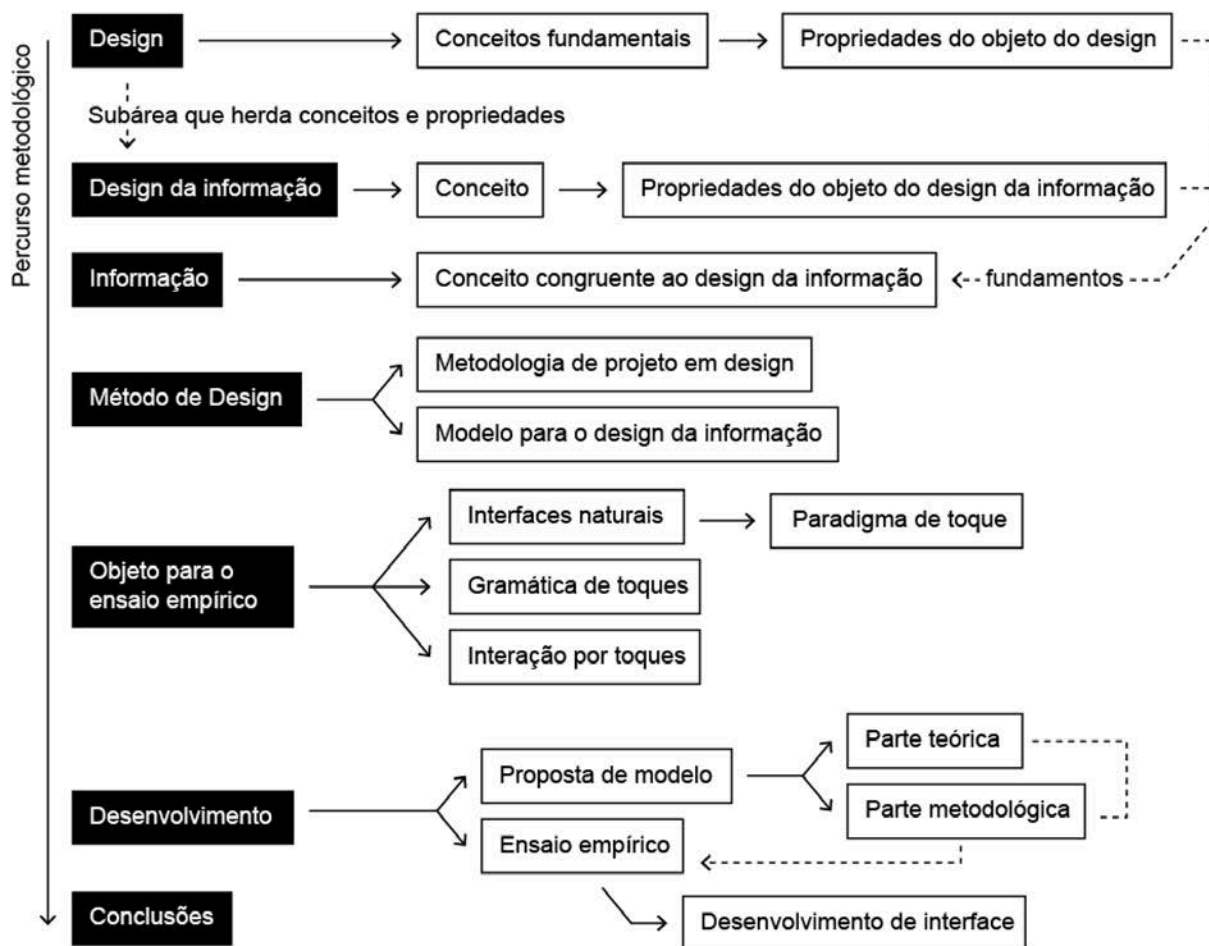 Percurso metodológico
Design
Conceitos fundamentais
Propriedades do objeto do design
Subárea que herda conceitos e propriedades
Design da informação
Conceito
Propriedades do objeto do design da informação
Informação
Conceito congruente ao design da informação
fundamentos
Método de Design
Metodologia de projeto em design
Modelo para o design da informação
Objeto para o
ensaio empírico
Interfaces naturais
Paradigma de toque
Gramática de toques
Interação por toques
Desenvolvimento
Proposta de modelo
Parte teórica
Parte metodológica
Ensaio empírico
Desenvolvimento de interface
Conclusões